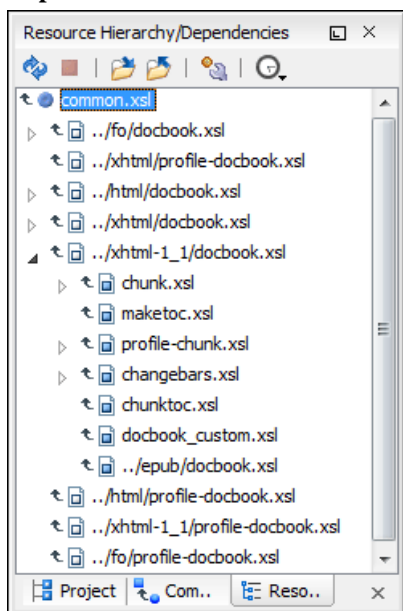 Resource Hierarchy/Dependencies
common.xsl
../fo/docbook.xsl
../xhtml/profile-docbook.xsl
../html/docbook.xsl
../xhtml/docbook.xsl
../xhtml-1_1/docbook.xsl
chunk.xsl
maketoc.xsl
profile-chunk.xsl
changebars.xsl
chunktoc.xsl
docbook_custom.xsl
../epub/docbook.xsl
../html/profile-docbook.xsl
../xhtml-1_1/profile-docbook.xsl
../fo/profile-docbook.xsl
Project Com.. Reso..